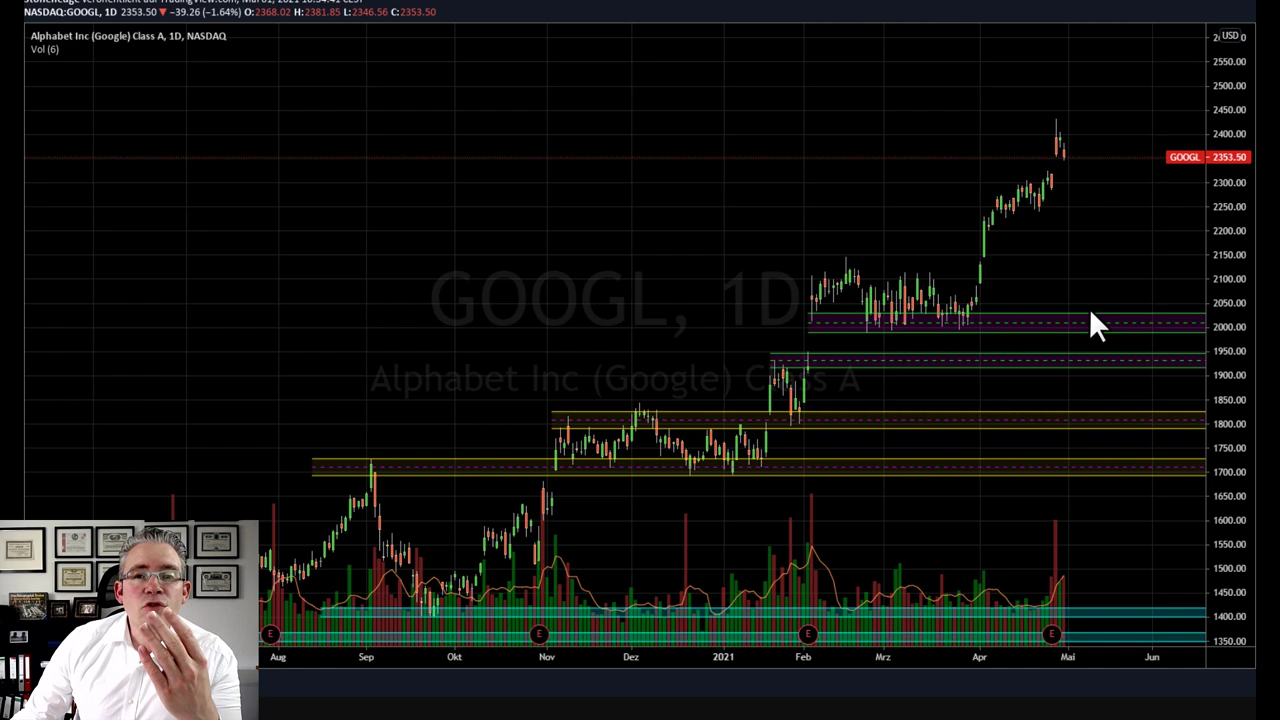 NASDAQ:GOOGL, 1D 2353.50 ▼ −39.26 (−1.64%) O:2368.02 H:2381.85 L:2346.56 C:2353.50
Alphabet Inc (Google) Class A, 1D, NASDAQ
Vol (6)
USD
2550.00
2500.00
2450.00
2400.00
GOOGL 2353.50
2300.00
2250.00
2200.00
2150.00
2100.00
2050.00
2000.00
1950.00
1900.00
1850.00
1800.00
1750.00
1700.00
1650.00
1600.00
1550.00
1500.00
1450.00
1400.00
1350.00
GOOGL, 1D
Alphabet Inc (Google) Class A
E E E E
Aug Sep Okt Nov Dez 2021 Feb Mrz Apr Mai Jun